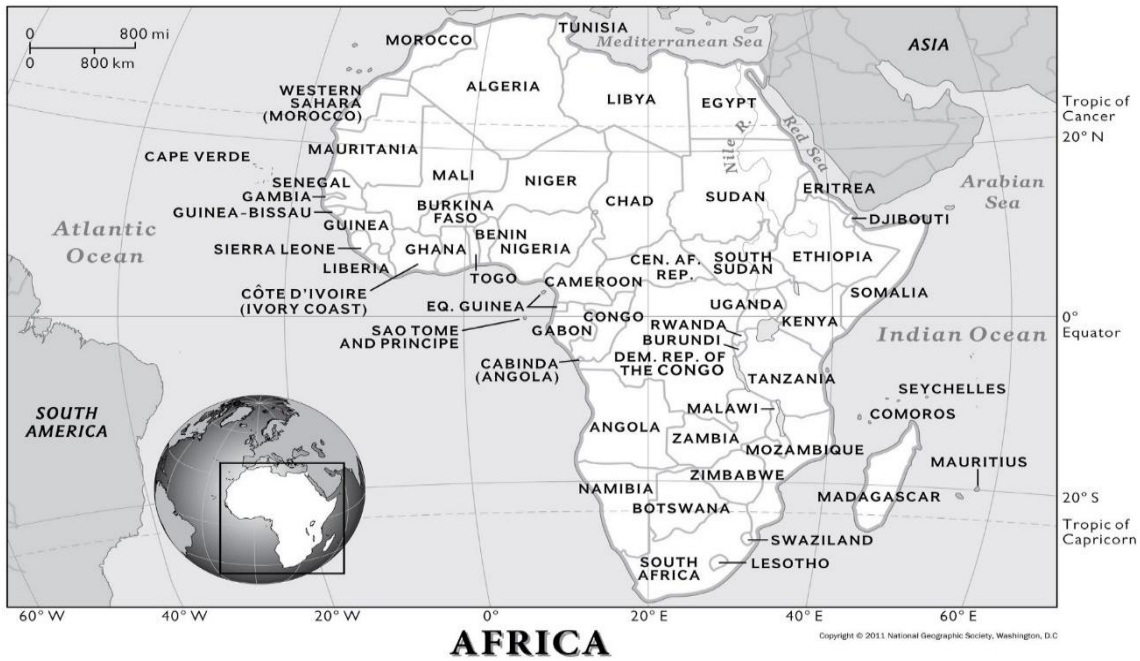 0 800 mi
0 800 km
MOROCCO
TUNISIA
Mediterranean Sea
ASIA
ALGERIA
LIBYA
EGYPT
WESTERN
SAHARA
(MOROCCO)
Tropic of
Cancer
20° N
Nile R.
Red Sea
MAURITANIA
CAPE VERDE
MALI
NIGER
CHAD
SUDAN
ERITREA
Arabian
Sea
SENEGAL
GAMBIA
GUINEA-BISSAU
BURKINA
FASO
DJIBOUTI
Atlantic
Ocean
GUINEA
BENIN
GHANA
NIGERIA
SIERRA LEONE
CEN. AF.
REP.
SOUTH
SUDAN
ETHIOPIA
LIBERIA
TOGO
CAMEROON
SOMALIA
CÔTE D'IVOIRE
(IVORY COAST)
EQ. GUINEA
UGANDA
CONGO
KENYA
0°
Equator
Indian Ocean
SAO TOME
AND PRINCIPE
GABON
RWANDA
BURUNDI
DEM. REP. OF
THE CONGO
CABINDA
(ANGOLA)
TANZANIA
SEYCHELLES
SOUTH
AMERICA
MALAWI
COMOROS
ANGOLA
ZAMBIA
MOZAMBIQUE
MAURITIUS
ZIMBABWE
NAMIBIA
MADAGASCAR
20° S
BOTSWANA
Tropic of
Capricorn
SWAZILAND
SOUTH
AFRICA
LESOTHO
60° W 40° W 20° W 0° 20° E 40° E 60° E
AFRICA
Copyright © 2011 National Geographic Society, Washington, D.C